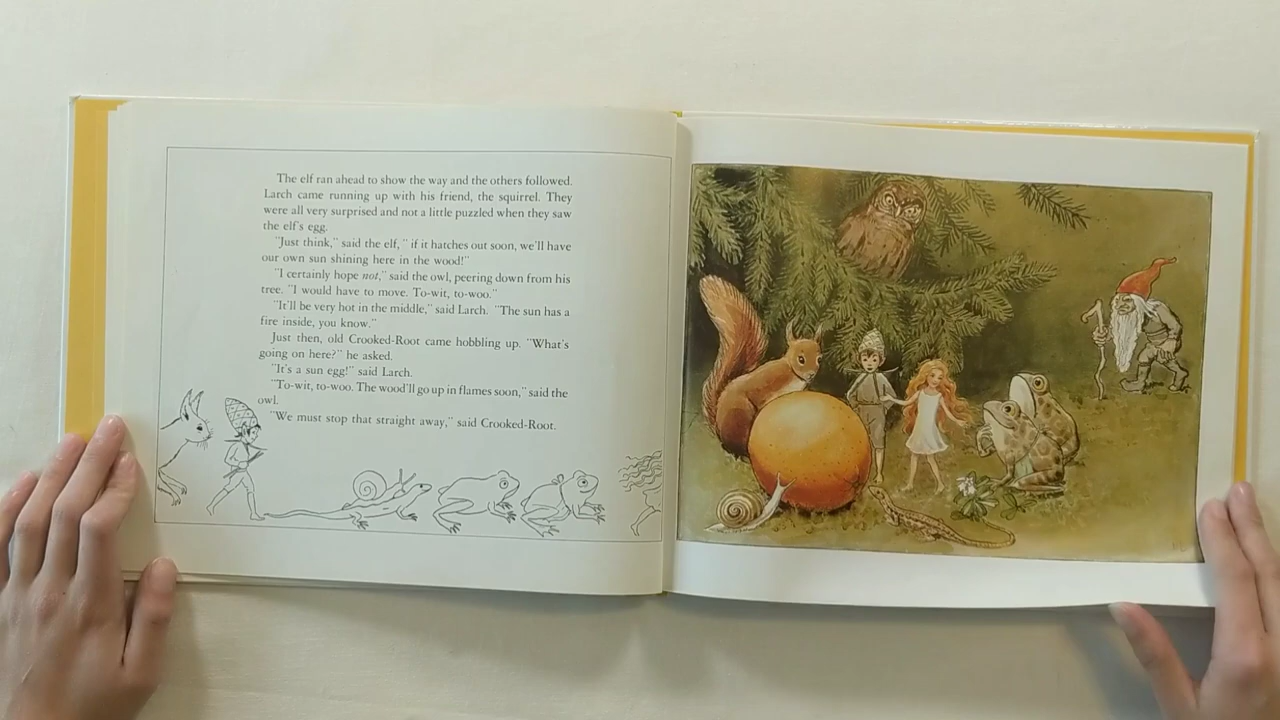 The elf ran ahead to show the way and the others followed.
Larch came running up with his friend, the squirrel. They
were all very surprised and not a little puzzled when they saw
the elf's egg.
"Just think," said the elf, " if it hatches out soon, we'll have
our own sun shining here in the wood!"
"I certainly hope not," said the owl, peering down from his
tree. "I would have to move. To-wit, to-woo."
"It'll be very hot in the middle," said Larch. "The sun has a
fire inside, you know."
Just then, old Crooked-Root came hobbling up. "What's
going on here?" he asked.
"It's a sun egg!" said Larch.
"To-wit, to-woo. The wood'll go up in flames soon," said the
owl.
"We must stop that straight away," said Crooked-Root.